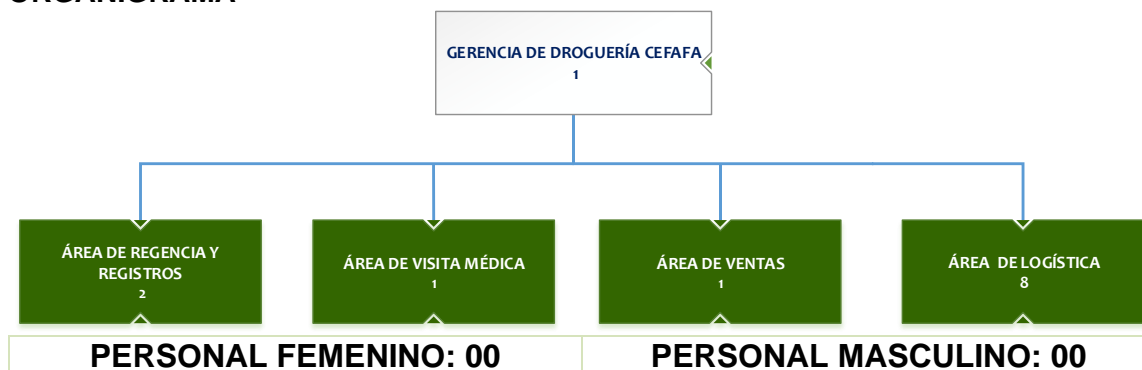 ORGANIGRAMA
GERENCIA DE DROGUERÍA CEFAFA
1
ÁREA DE REGENCIA Y
REGISTROS
2
ÁREA DE VISITA MÉDICA
1
ÁREA DE VENTAS
1
ÁREA DE LOGÍSTICA
8
PERSONAL FEMENINO: 00
PERSONAL MASCULINO: 00